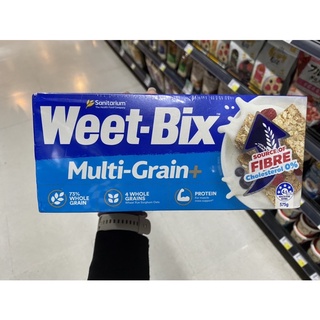 Sanitarium
Weet-Bix
Multi-Grain+
SOURCE OF
FIBRE
Cholesterol 0%
73% WHOLE
GRAIN
4 WHOLE
GRAINS
PROTEIN
575g